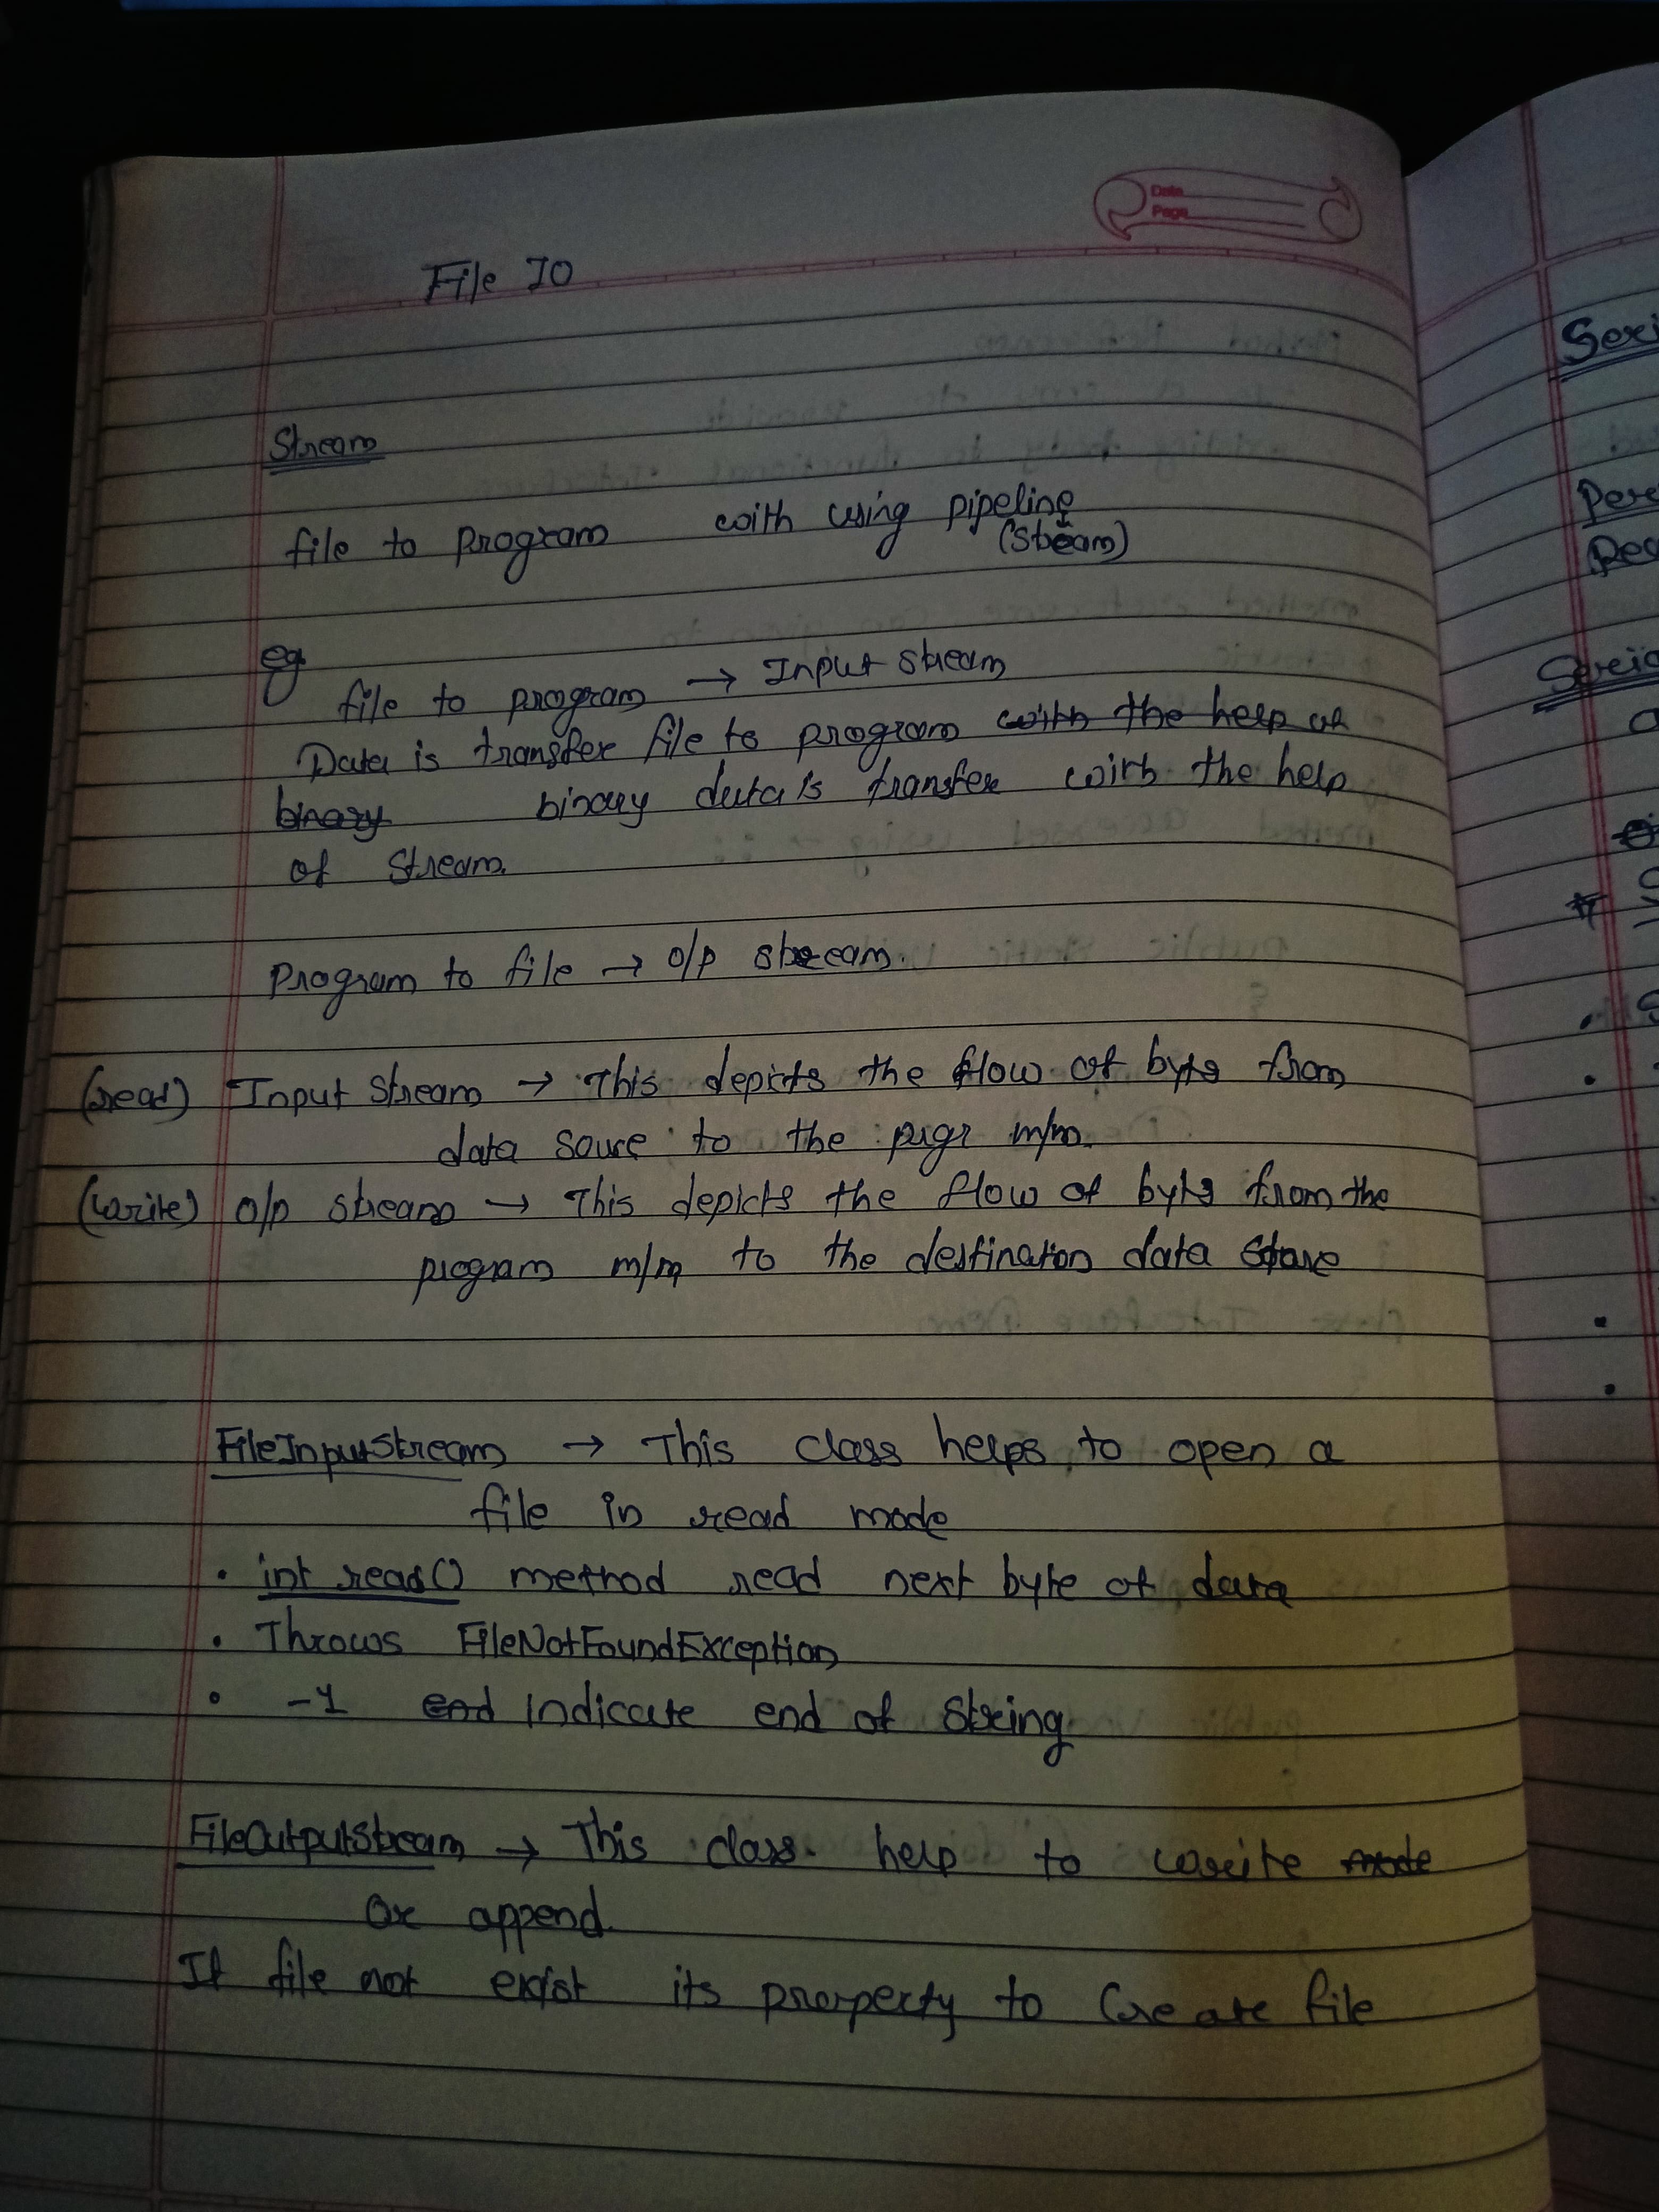 Date
Page
File IO
Stream
file to program with using pipeline
(Stream)
eg
file to program → Input stream
Data is transfer file to program with the help of
binary binary data is transfer with the help
of Stream.
Program to file → o/p stream.
(read) Input Stream → This depicts the flow of byte from
data soure to the prgr m/m.
(write) o/p stream → This depicts the flow of byte from the
program m/m to the destination data store
FileInputStream → This class helps to open a
file in read mode
• int read() method read next byte of data
• Throws FileNotFoundException
• -1 end indicate end of string
FileOutputStream → This class help to write mode
or append.
If file not exist its property to Create file